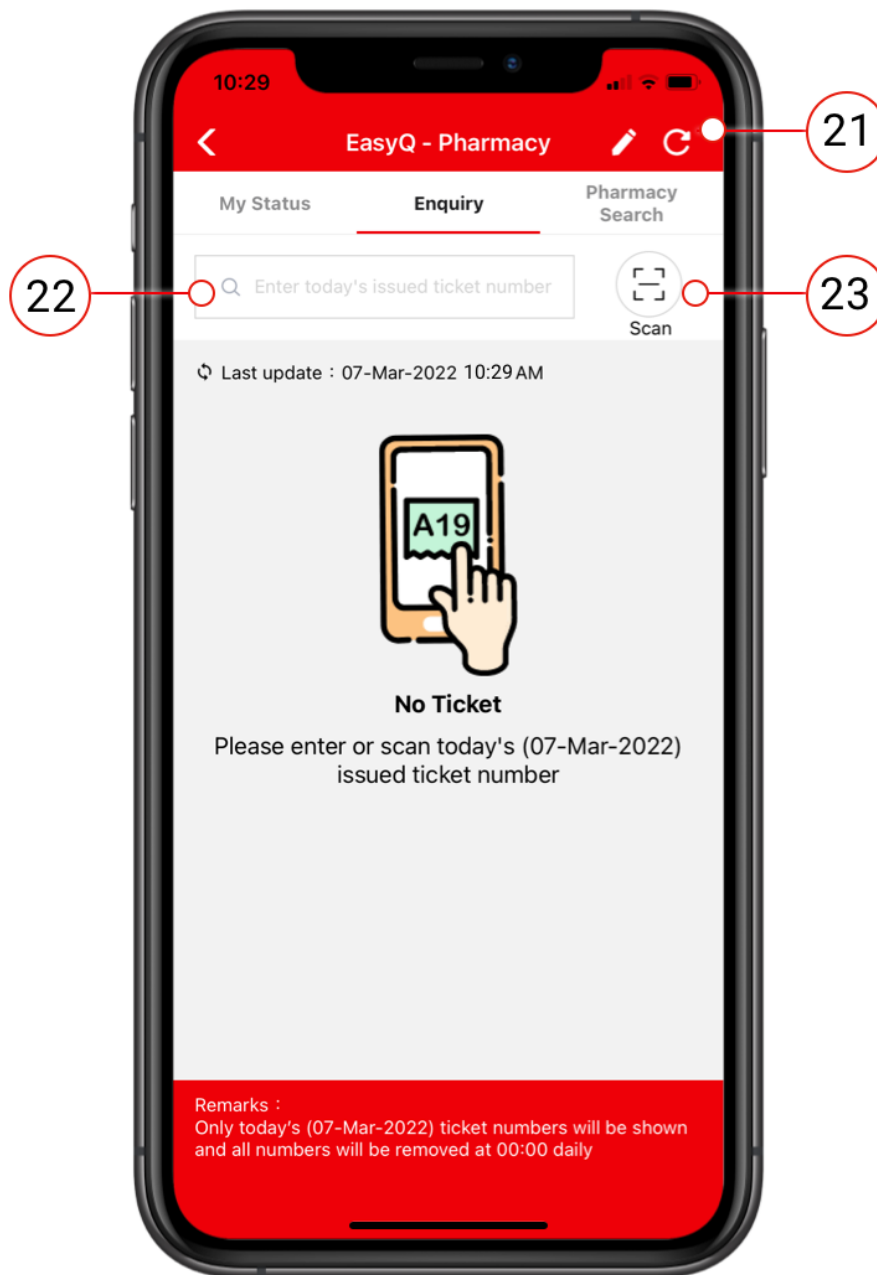 10:29
21
EasyQ - Pharmacy
My Status
Enquiry
Pharmacy
Search
22
Enter today's issued ticket number
23
Scan
Last update : 07-Mar-2022 10:29 AM
A19
No Ticket
Please enter or scan today's (07-Mar-2022)
issued ticket number
Remarks :
Only today's (07-Mar-2022) ticket numbers will be shown
and all numbers will be removed at 00:00 daily